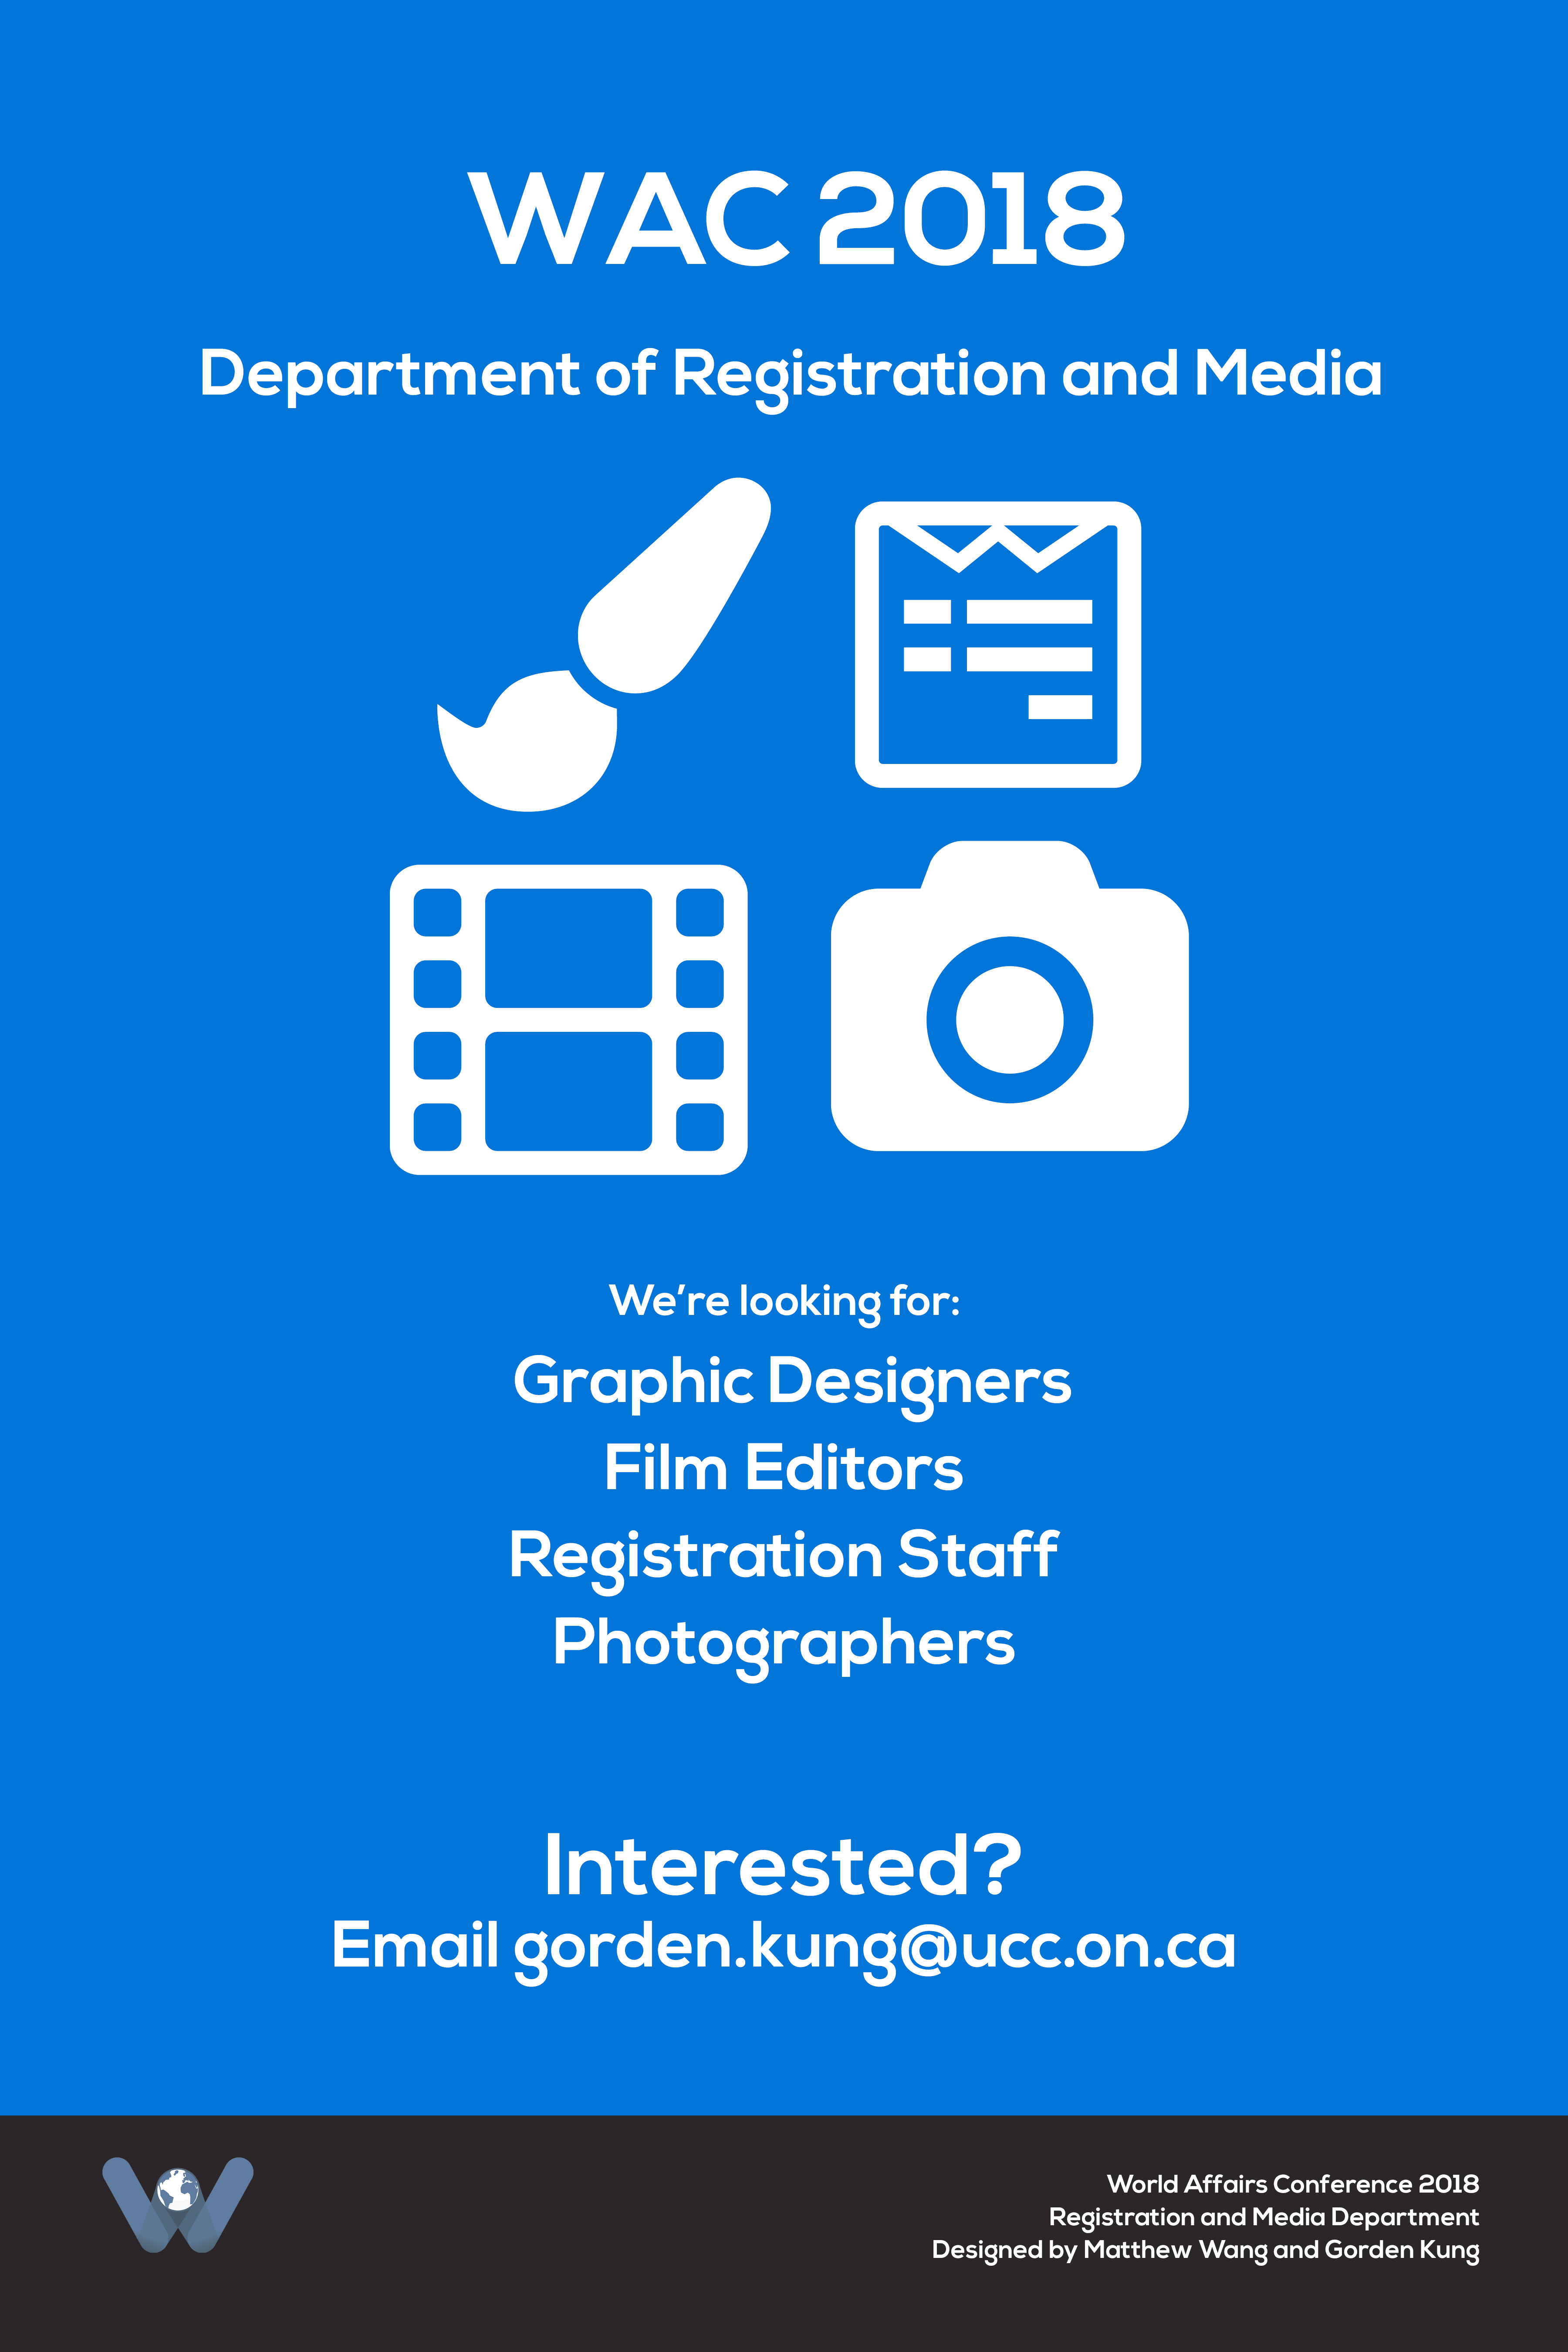 WAC 2018
Department of Registration and Media
We’re looking for:
Graphic Designers
Film Editors
Registration Staff
Photographers
Interested?
Email gorden.kung@ucc.on.ca
World Affairs Conference 2018
Registration and Media Department
Designed by Matthew Wang and Gorden Kung